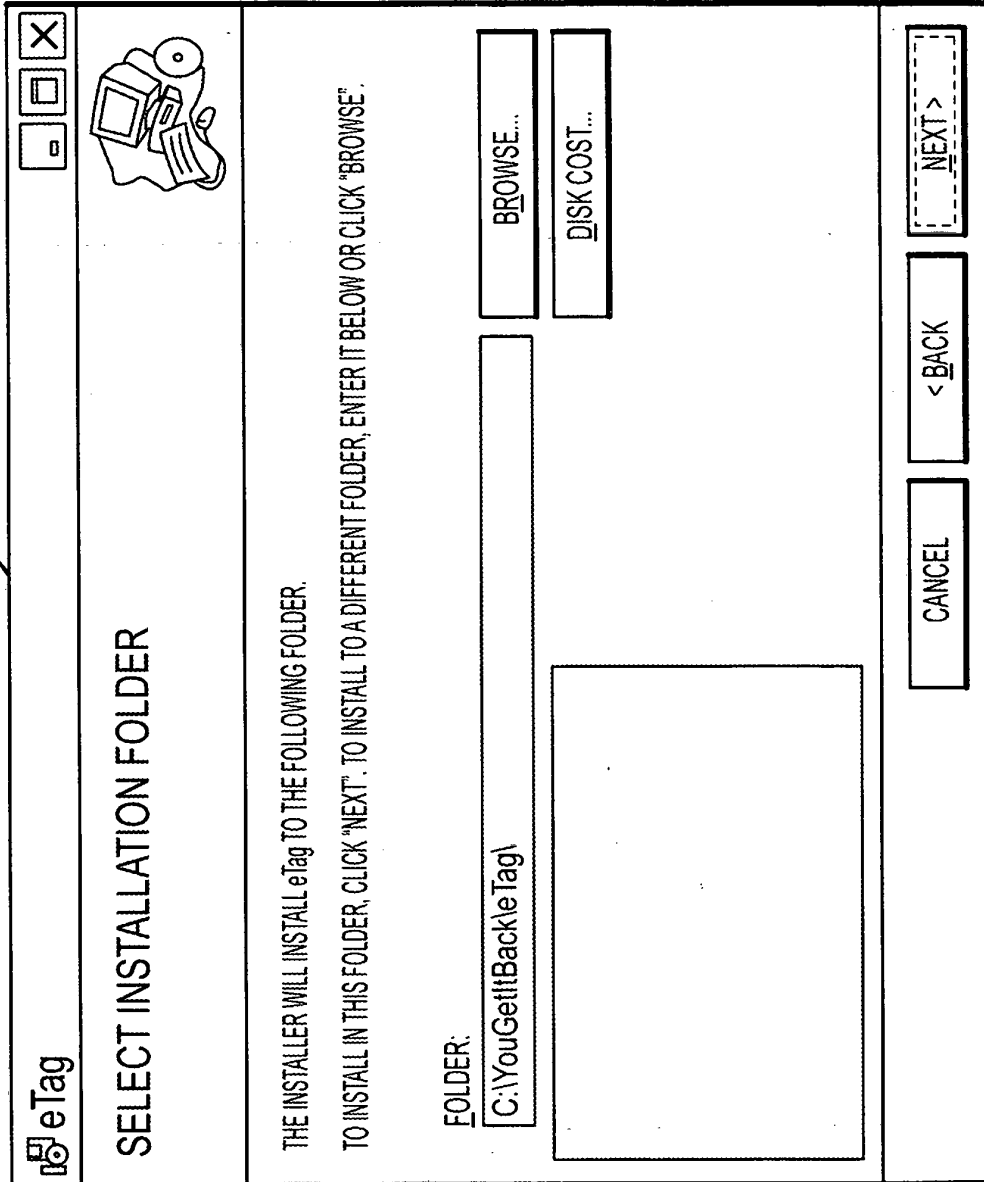 eTag
SELECT INSTALLATION FOLDER
THE INSTALLER WILL INSTALL eTag TO THE FOLLOWING FOLDER.
TO INSTALL IN THIS FOLDER, CLICK "NEXT". TO INSTALL TO A DIFFERENT FOLDER, ENTER IT BELOW OR CLICK "BROWSE".
FOLDER:
C:\YouGetItBack\eTag\
BROWSE...
DISK COST...
CANCEL
< BACK
NEXT >